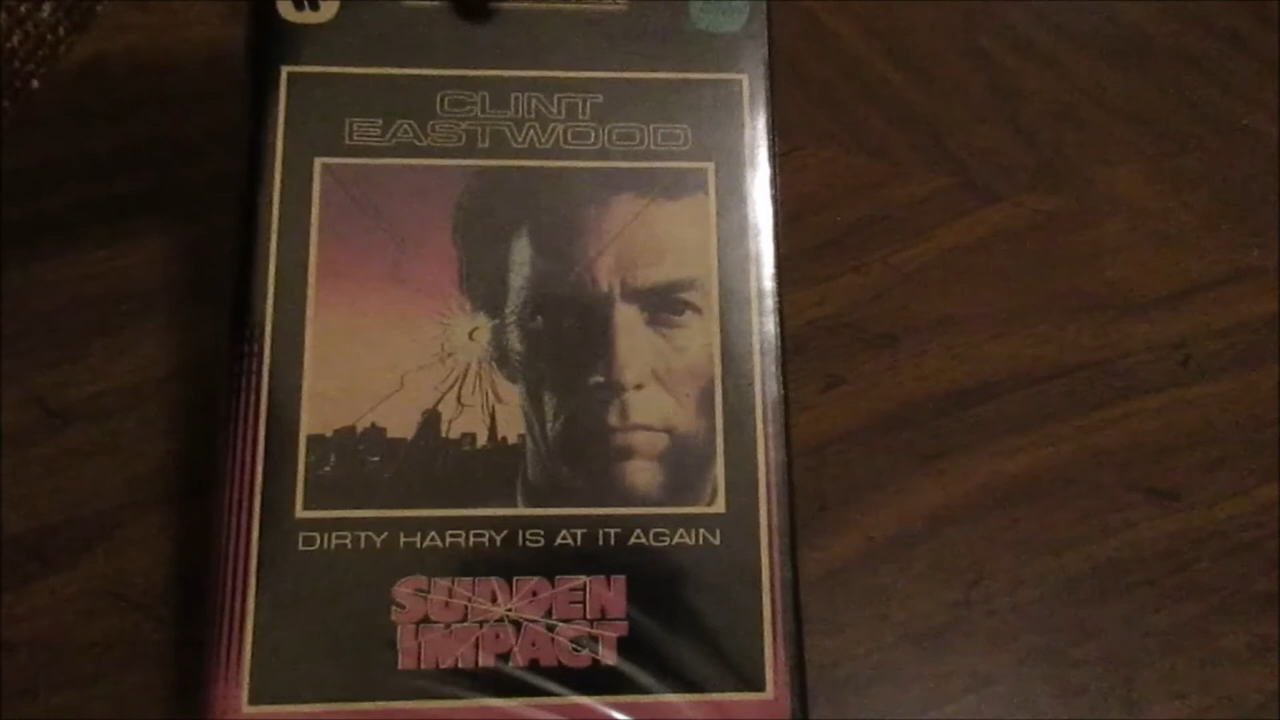 CLINT
EASTWOOD
DIRTY HARRY IS AT IT AGAIN
SUDDEN
IMPACT